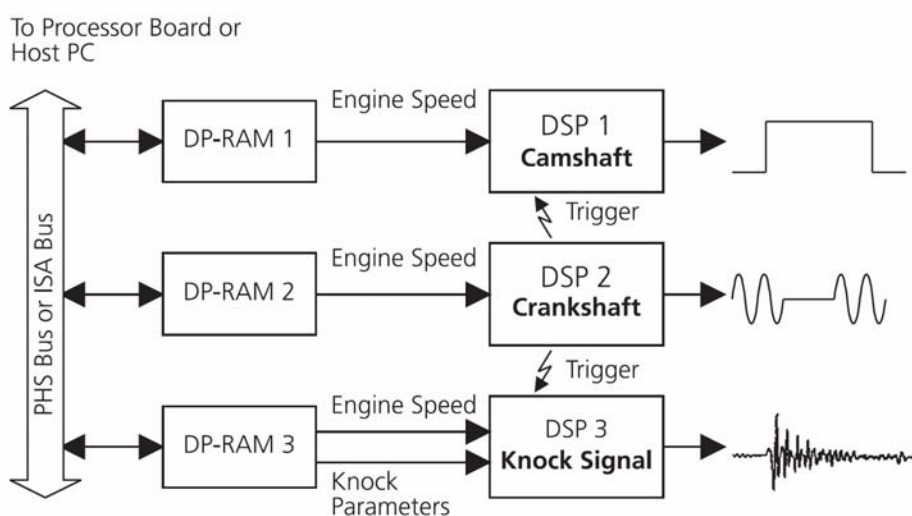 To Processor Board or
Host PC
PHS Bus or ISA Bus
DP-RAM 1
Engine Speed
DSP 1
Camshaft
Trigger
DP-RAM 2
Engine Speed
DSP 2
Crankshaft
Trigger
DP-RAM 3
Engine Speed
Knock
Parameters
DSP 3
Knock Signal